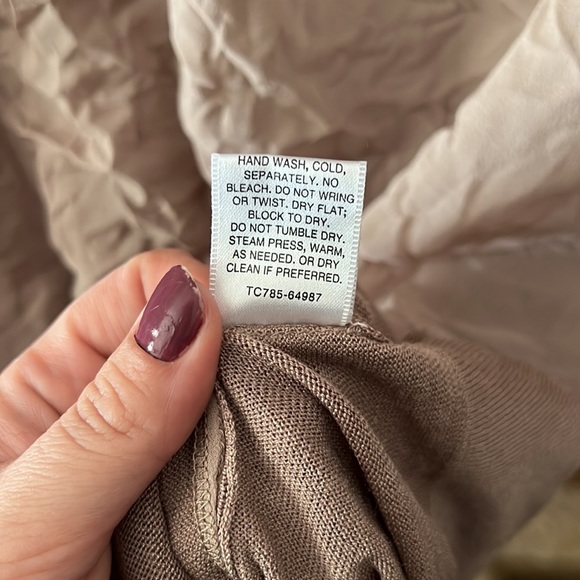 HAND WASH, COLD,
SEPARATELY. NO
BLEACH. DO NOT WRING
OR TWIST. DRY FLAT;
BLOCK TO DRY.
DO NOT TUMBLE DRY.
STEAM PRESS, WARM,
AS NEEDED. OR DRY
CLEAN IF PREFERRED.
TC785-64987